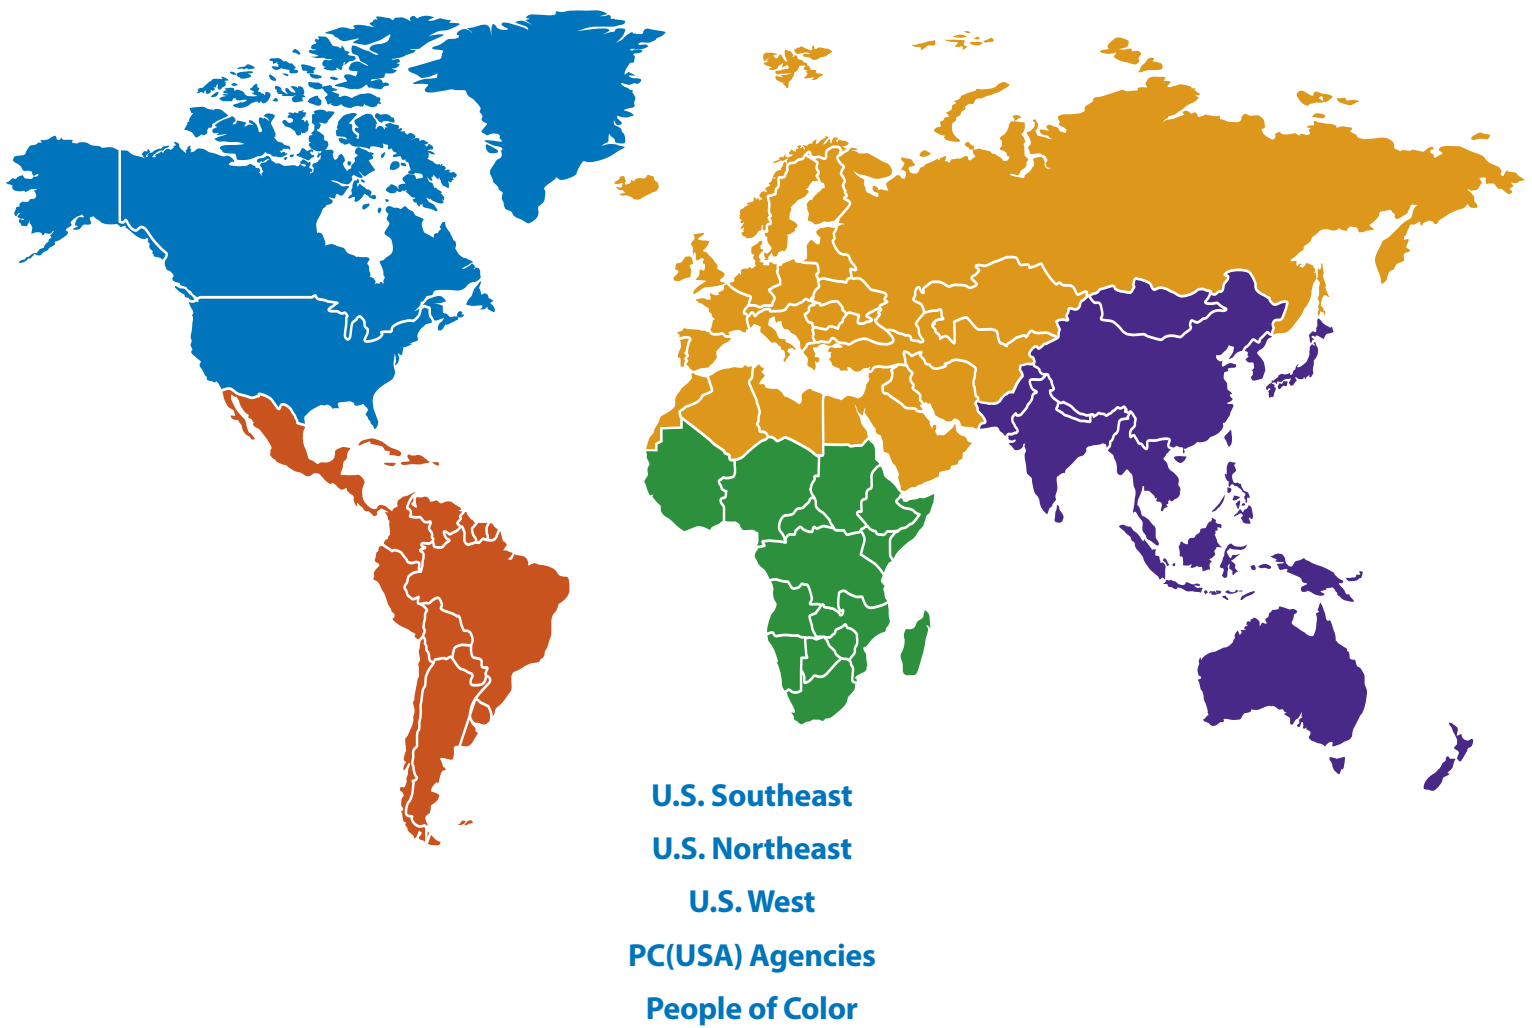 U.S. Southeast
U.S. Northeast
U.S. West
PC(USA) Agencies
People of Color